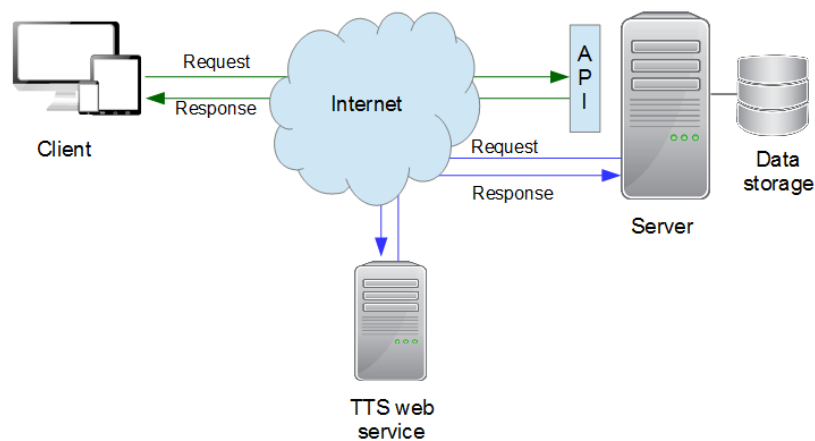 Request
Response
Client
Internet
A
P
I
Request
Response
Server
Data
storage
TTS web
service